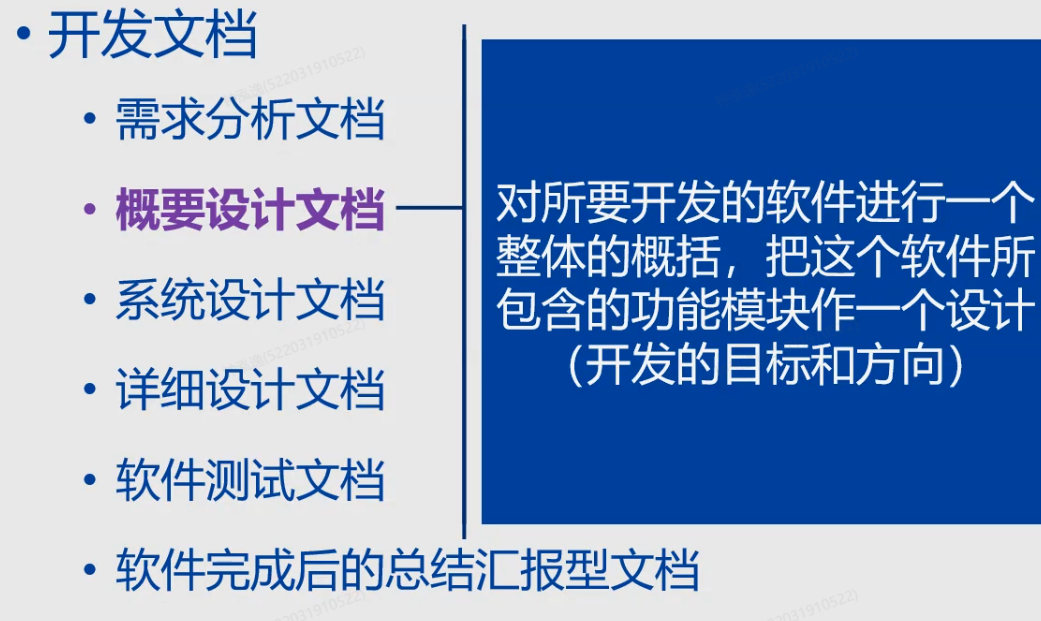 • 开发文档
• 需求分析文档
• 概要设计文档
• 系统设计文档
• 详细设计文档
• 软件测试文档
• 软件完成后的总结汇报型文档
对所要开发的软件进行一个
整体的概括，把这个软件所
包含的功能模块作一个设计
（开发的目标和方向）
(522031910522)
(522031910522)
(522031910522)